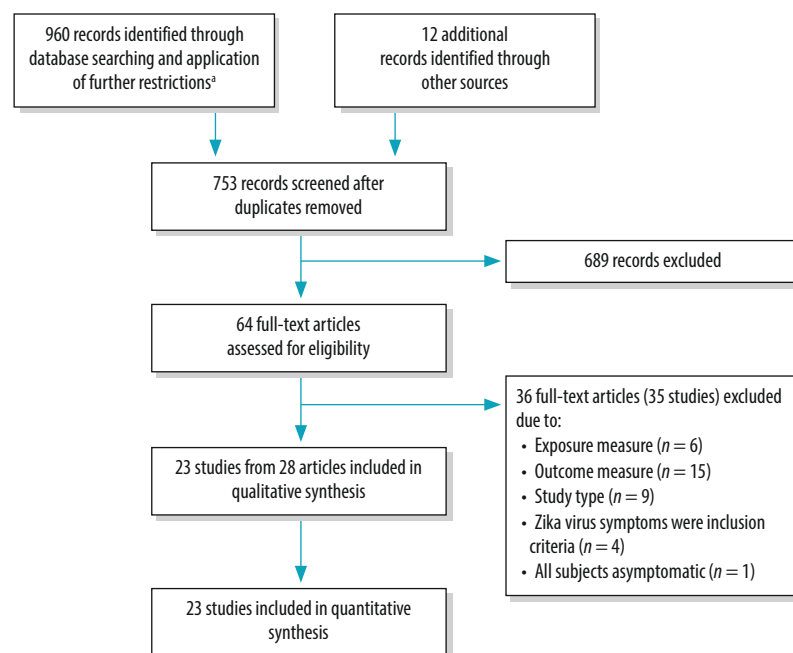 960 records identified through
database searching and application
of further restrictionsᵃ
12 additional
records identified through
other sources
753 records screened after
duplicates removed
689 records excluded
64 full-text articles
assessed for eligibility
36 full-text articles (35 studies) excluded
due to:
• Exposure measure (n = 6)
• Outcome measure (n = 15)
• Study type (n = 9)
• Zika virus symptoms were inclusion
criteria (n = 4)
• All subjects asymptomatic (n = 1)
23 studies from 28 articles included in
qualitative synthesis
23 studies included in quantitative
synthesis